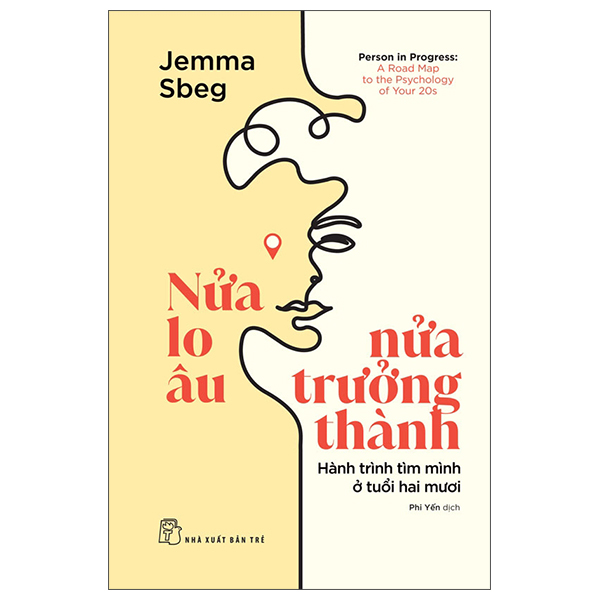 Jemma
Sbeg
Person in Progress:
A Road Map
to the Psychology
of Your 20s
Nửa
lo
âu
nửa
trưởng
thành
Hành trình tìm mình
ở tuổi hai mươi
Phi Yến dịch
NHÀ XUẤT BẢN TRẺ